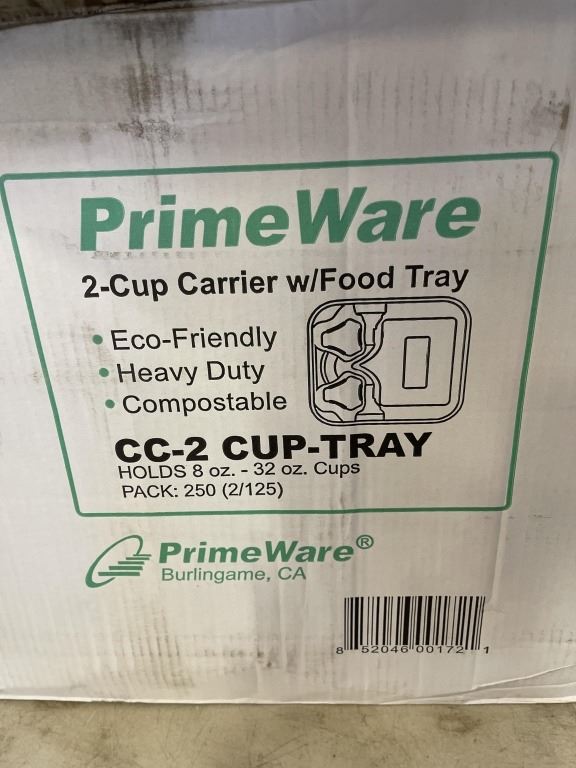 PrimeWare
2-Cup Carrier w/Food Tray
• Eco-Friendly
• Heavy Duty
• Compostable
CC-2 CUP-TRAY
HOLDS 8 oz. - 32 oz. Cups
PACK: 250 (2/125)
PrimeWare®
Burlingame, CA
8 52046 00172 1